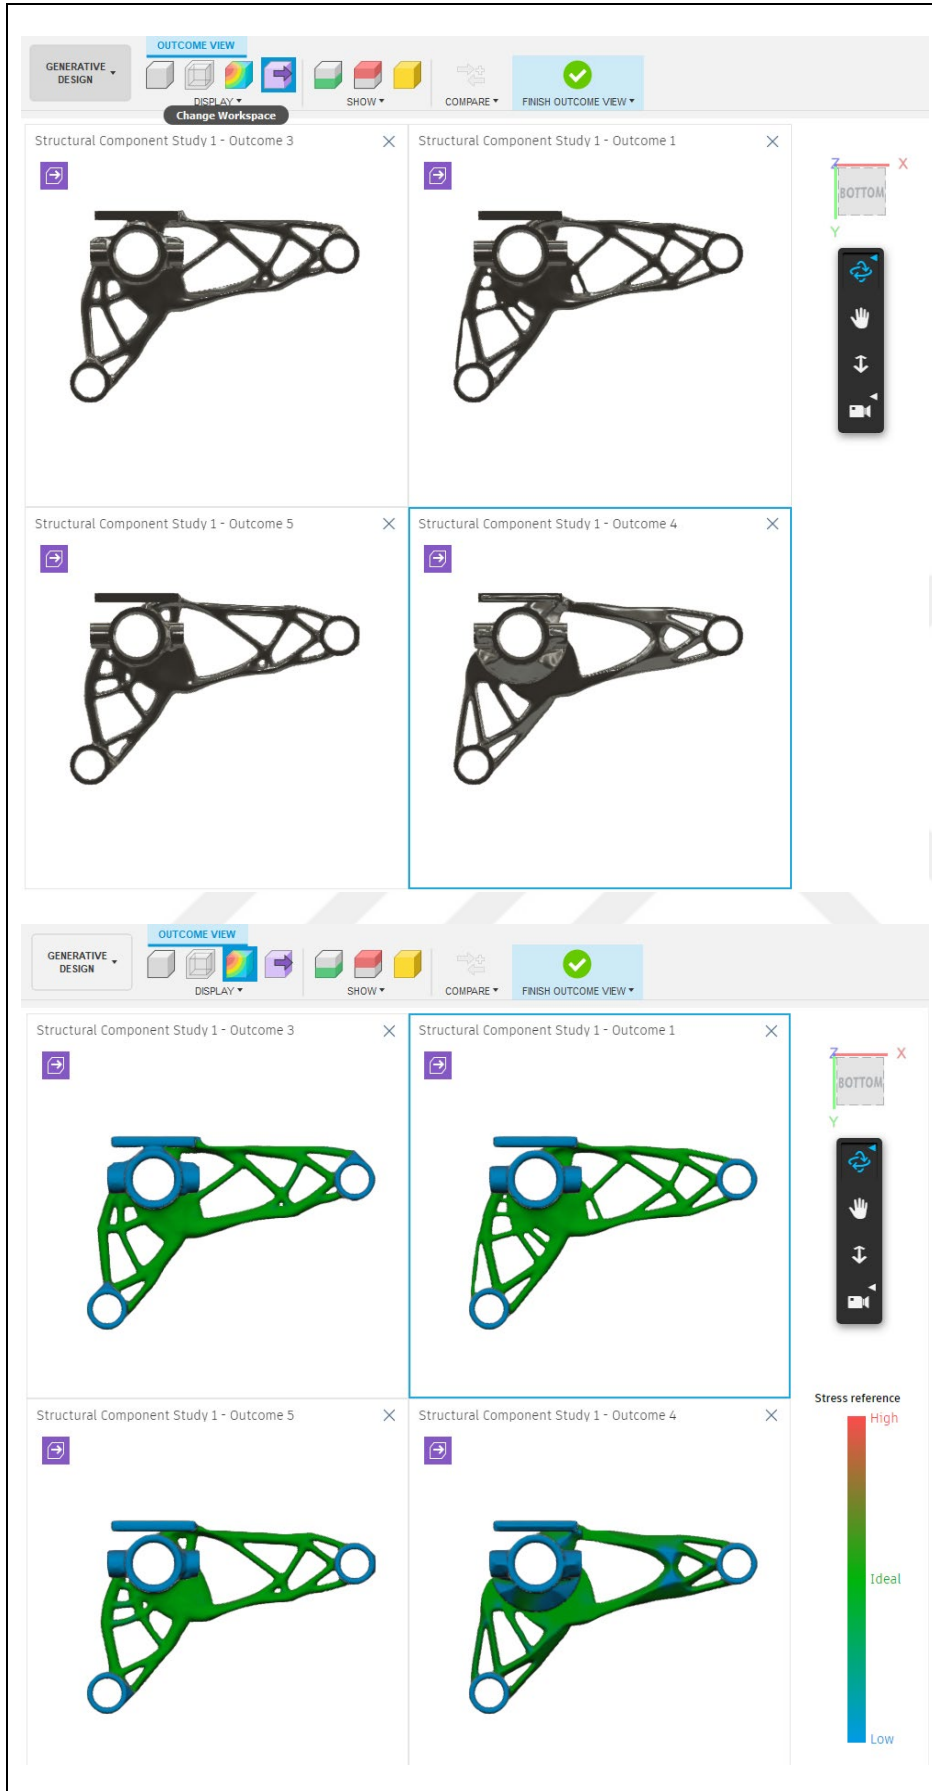 OUTCOME VIEW
GENERATIVE
DESIGN
DISPLAY
SHOW
COMPARE
FINISH OUTCOME VIEW
Change Workspace
Structural Component Study 1 - Outcome 3
Structural Component Study 1 - Outcome 1
Z
X
BOTTOM
Y
Structural Component Study 1 - Outcome 5
Structural Component Study 1 - Outcome 4
OUTCOME VIEW
GENERATIVE
DESIGN
DISPLAY
SHOW
COMPARE
FINISH OUTCOME VIEW
Structural Component Study 1 - Outcome 3
Structural Component Study 1 - Outcome 1
Z
X
BOTTOM
Y
Stress reference
High
Structural Component Study 1 - Outcome 5
Structural Component Study 1 - Outcome 4
Ideal
Low